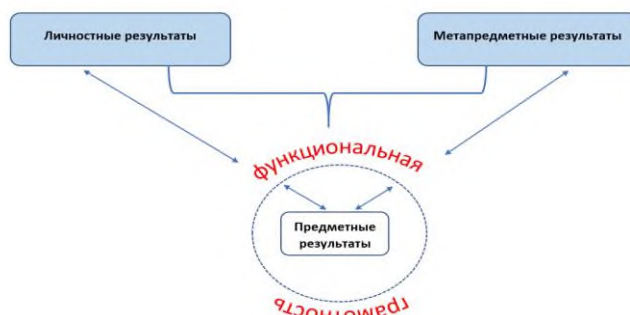 Личностные результаты
Метапредметные результаты
функциональная
Предметные
результаты
грамотность